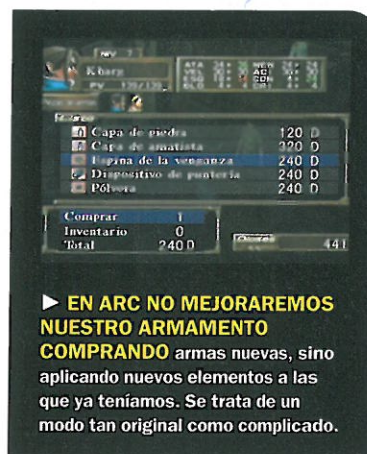 Kharg
Capa de piedra 120 D
Capa de amatista 320 D
Espina de la venganza 240 D
Dispositivo de puntería 240 D
Pólvora 240 D
Comprar 1
Inventario 0
Total 240 D
441
► EN ARC NO MEJORAREMOS
NUESTRO ARMAMENTO
COMPRANDO armas nuevas, sino
aplicando nuevos elementos a las
que ya teníamos. Se trata de un
modo tan original como complicado.